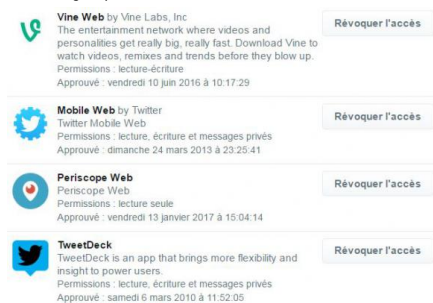 Vine Web by Vine Labs, Inc
Révoquer l'accès
The entertainment network where videos and
personalities get really big, really fast. Download Vine to
watch videos, remixes and trends before they blow up.
Permissions : lecture-écriture
Approuvé : vendredi 10 juin 2016 à 10:17:29
Mobile Web by Twitter
Révoquer l'accès
Twitter Mobile Web
Permissions : lecture, écriture et messages privés
Approuvé : dimanche 24 mars 2013 à 23:25:41
Periscope Web
Révoquer l'accès
Periscope Web
Permissions : lecture seule
Approuvé : vendredi 13 janvier 2017 à 15:04:14
TweetDeck
Révoquer l'accès
TweetDeck is an app that brings more flexibility and
insight to power users.
Permissions : lecture, écriture et messages privés
Approuvé : samedi 6 mars 2010 à 11:52:05